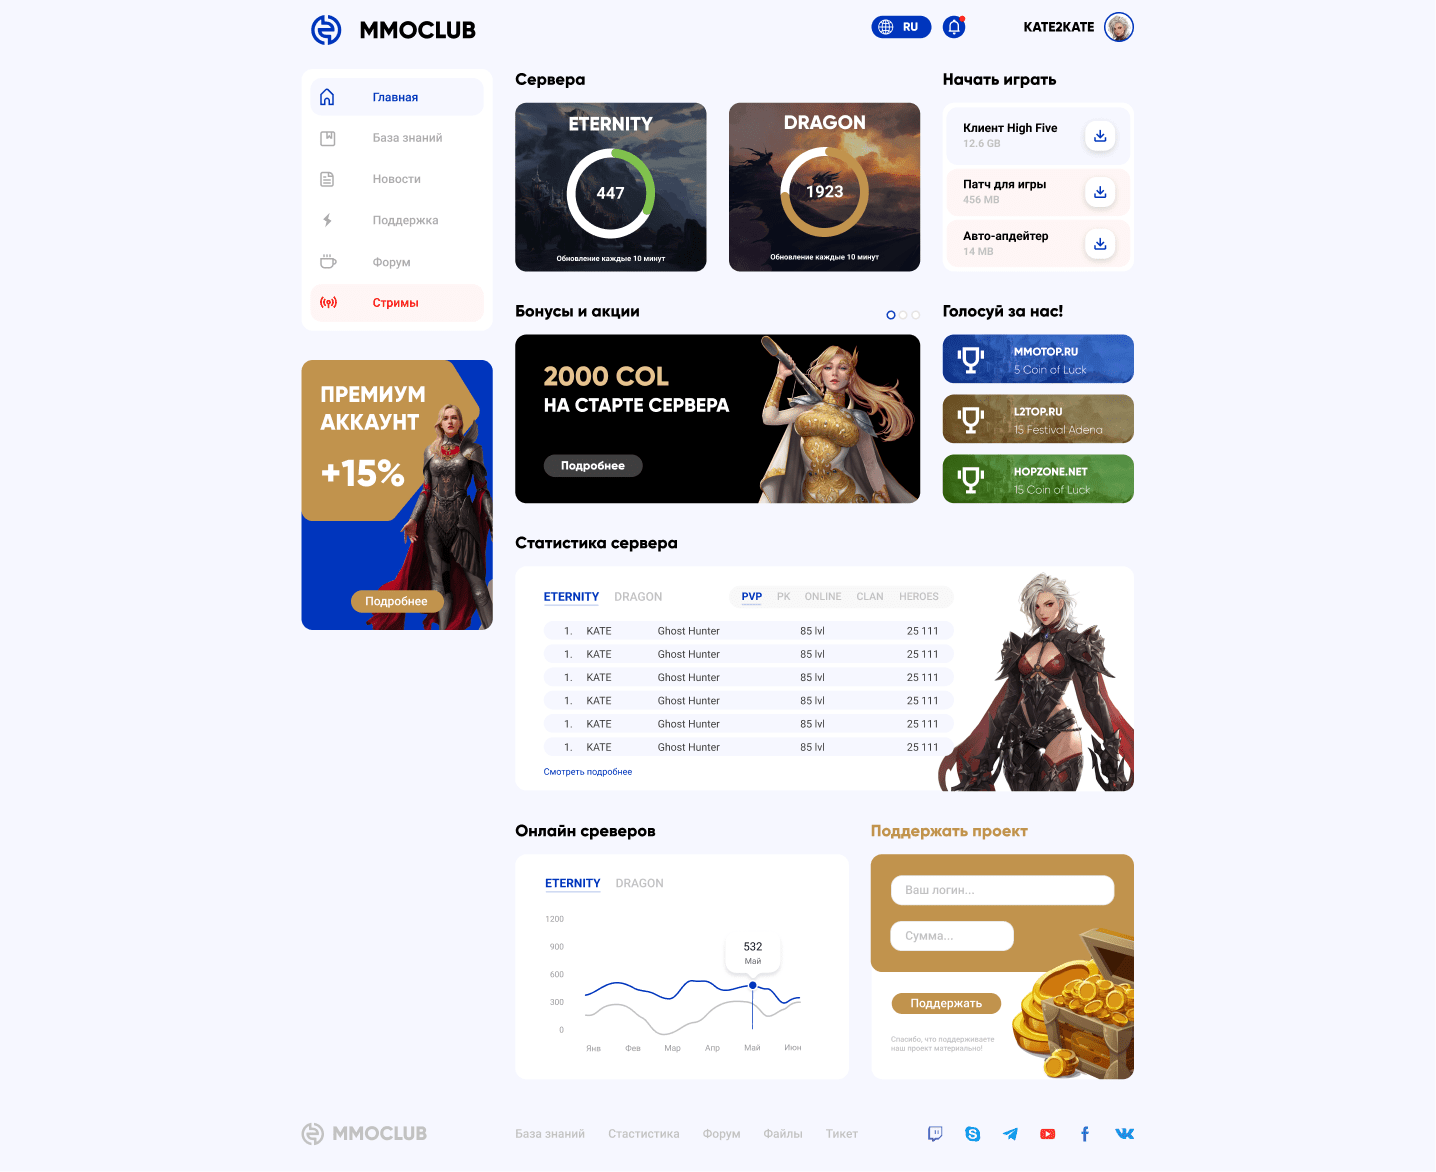 MMOCLUB
RU
KATE2KATE
Главная
База знаний
Новости
Поддержка
Форум
Стримы
ПРЕМИУМ
АККАУНТ
+15%
Подробнее
Сервера
ETERNITY
447
Обновление каждые 10 минут
DRAGON
1923
Обновление каждые 10 минут
Начать играть
Клиент High Five
12.6 GB
Патч для игры
456 MB
Авто-апдейтер
14 MB
Бонусы и акции
2000 COL
НА СТАРТЕ СЕРВЕРА
Подробнее
Голосуй за нас!
MMOTOP.RU
5 Coin of Luck
L2TOP.RU
15 Festival Adena
HOPZONE.NET
15 Coin of Luck
Статистика сервера
ETERNITY DRAGON PVP PK ONLINE CLAN HEROES
1. KATE Ghost Hunter 85 lvl 25 111
1. KATE Ghost Hunter 85 lvl 25 111
1. KATE Ghost Hunter 85 lvl 25 111
1. KATE Ghost Hunter 85 lvl 25 111
1. KATE Ghost Hunter 85 lvl 25 111
1. KATE Ghost Hunter 85 lvl 25 111
Смотреть подробнее
Онлайн среверов
ETERNITY DRAGON
1200
900
600
300
0
532
Май
Янв Фев Мар Апр Май Июн
Поддержать проект
Ваш логин...
Сумма...
Поддержать
Спасибо, что поддерживаете
наш проект материально!
MMOCLUB
База знаний Стастистика Форум Файлы Тикет